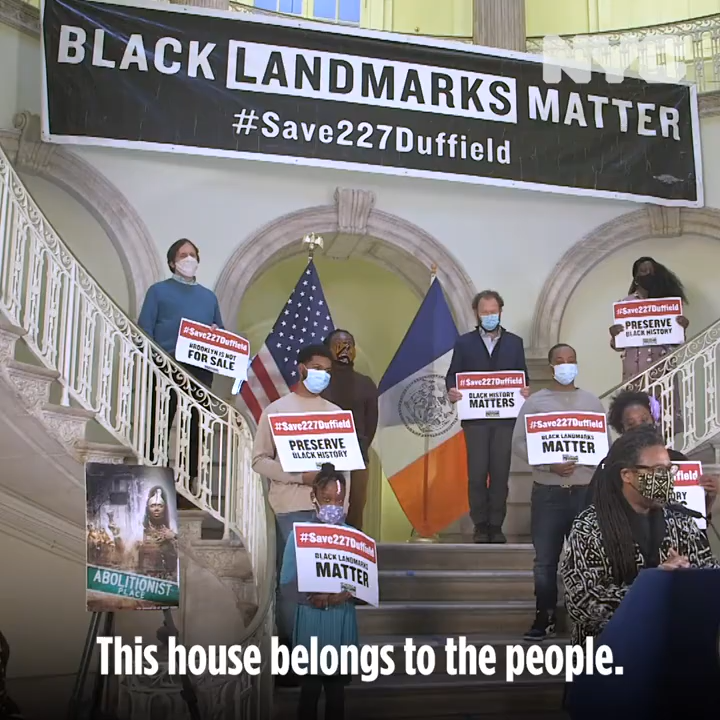 NYC
BLACK LANDMARKS MATTER
#Save227Duffield
#Save227Duffield
PRESERVE
BLACK HISTORY
#Save227Duffield
BROOKLYN IS NOT
FOR SALE
#Save227Duffield
BLACK HISTORY
MATTERS
#Save227Duffield
PRESERVE
BLACK HISTORY
#Save227Duffield
BLACK LANDMARKS
MATTER
#Save227Duffield
BLACK LANDMARKS
MATTER
ffield
RY
ABOLITIONIST
PLACE
This house belongs to the people.